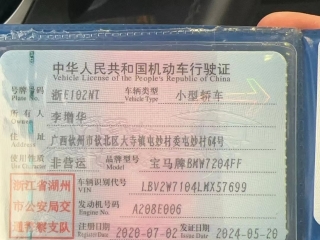 中华人民共和国机动车行驶证
Vehicle License of the People's Republic of China
号牌号码 浙E102NT 车辆类型 小型轿车
Plate No. Vehicle Type
所有人 李增华
住址 广西钦州市钦北区大寺镇屯妙村委屯妙村64号
非营运 品牌型号 宝马牌BMW7204FF
浙江省湖州 车辆识别代号 LBV2W7104LMX57699
VIN
市公安局交 发动机号码 A208E006
Engine No.
通警察支队 注册日期 2020-07-02 发证日期 2024-05-20